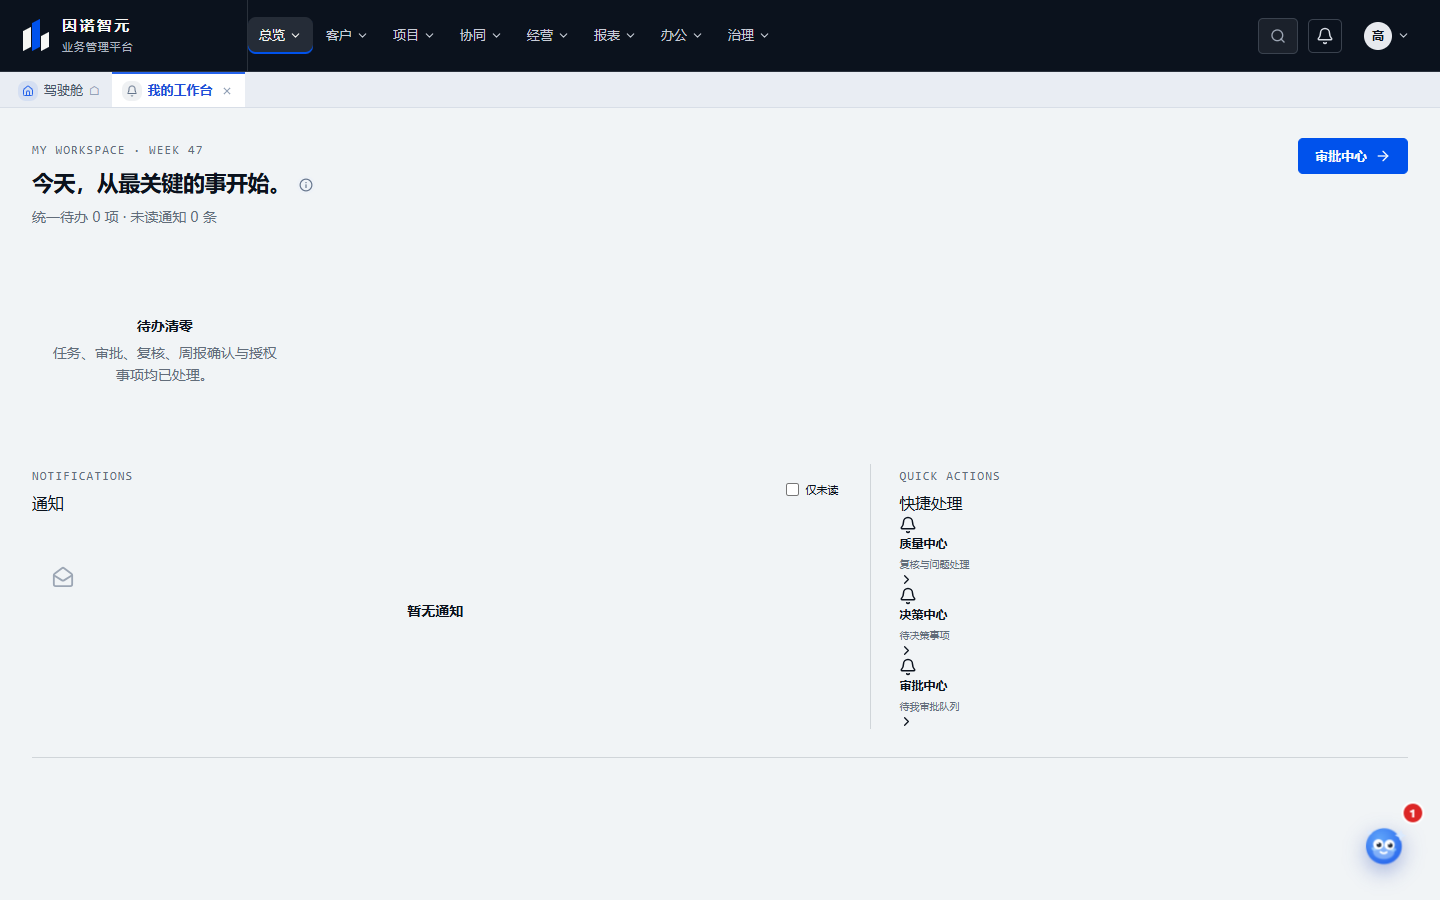 因诺智元
业务管理平台
总览 客户 项目 协同 经营 报表 办公 治理
高
驾驶舱 我的工作台
MY WORKSPACE · WEEK 47
审批中心
今天，从最关键的事开始。
统一待办 0 项 · 未读通知 0 条
待办清零
任务、审批、复核、周报确认与授权
事项均已处理。
NOTIFICATIONS
通知
仅未读
暂无通知
QUICK ACTIONS
快捷处理
质量中心
复核与问题处理
决策中心
待决策事项
审批中心
待我审批队列
1